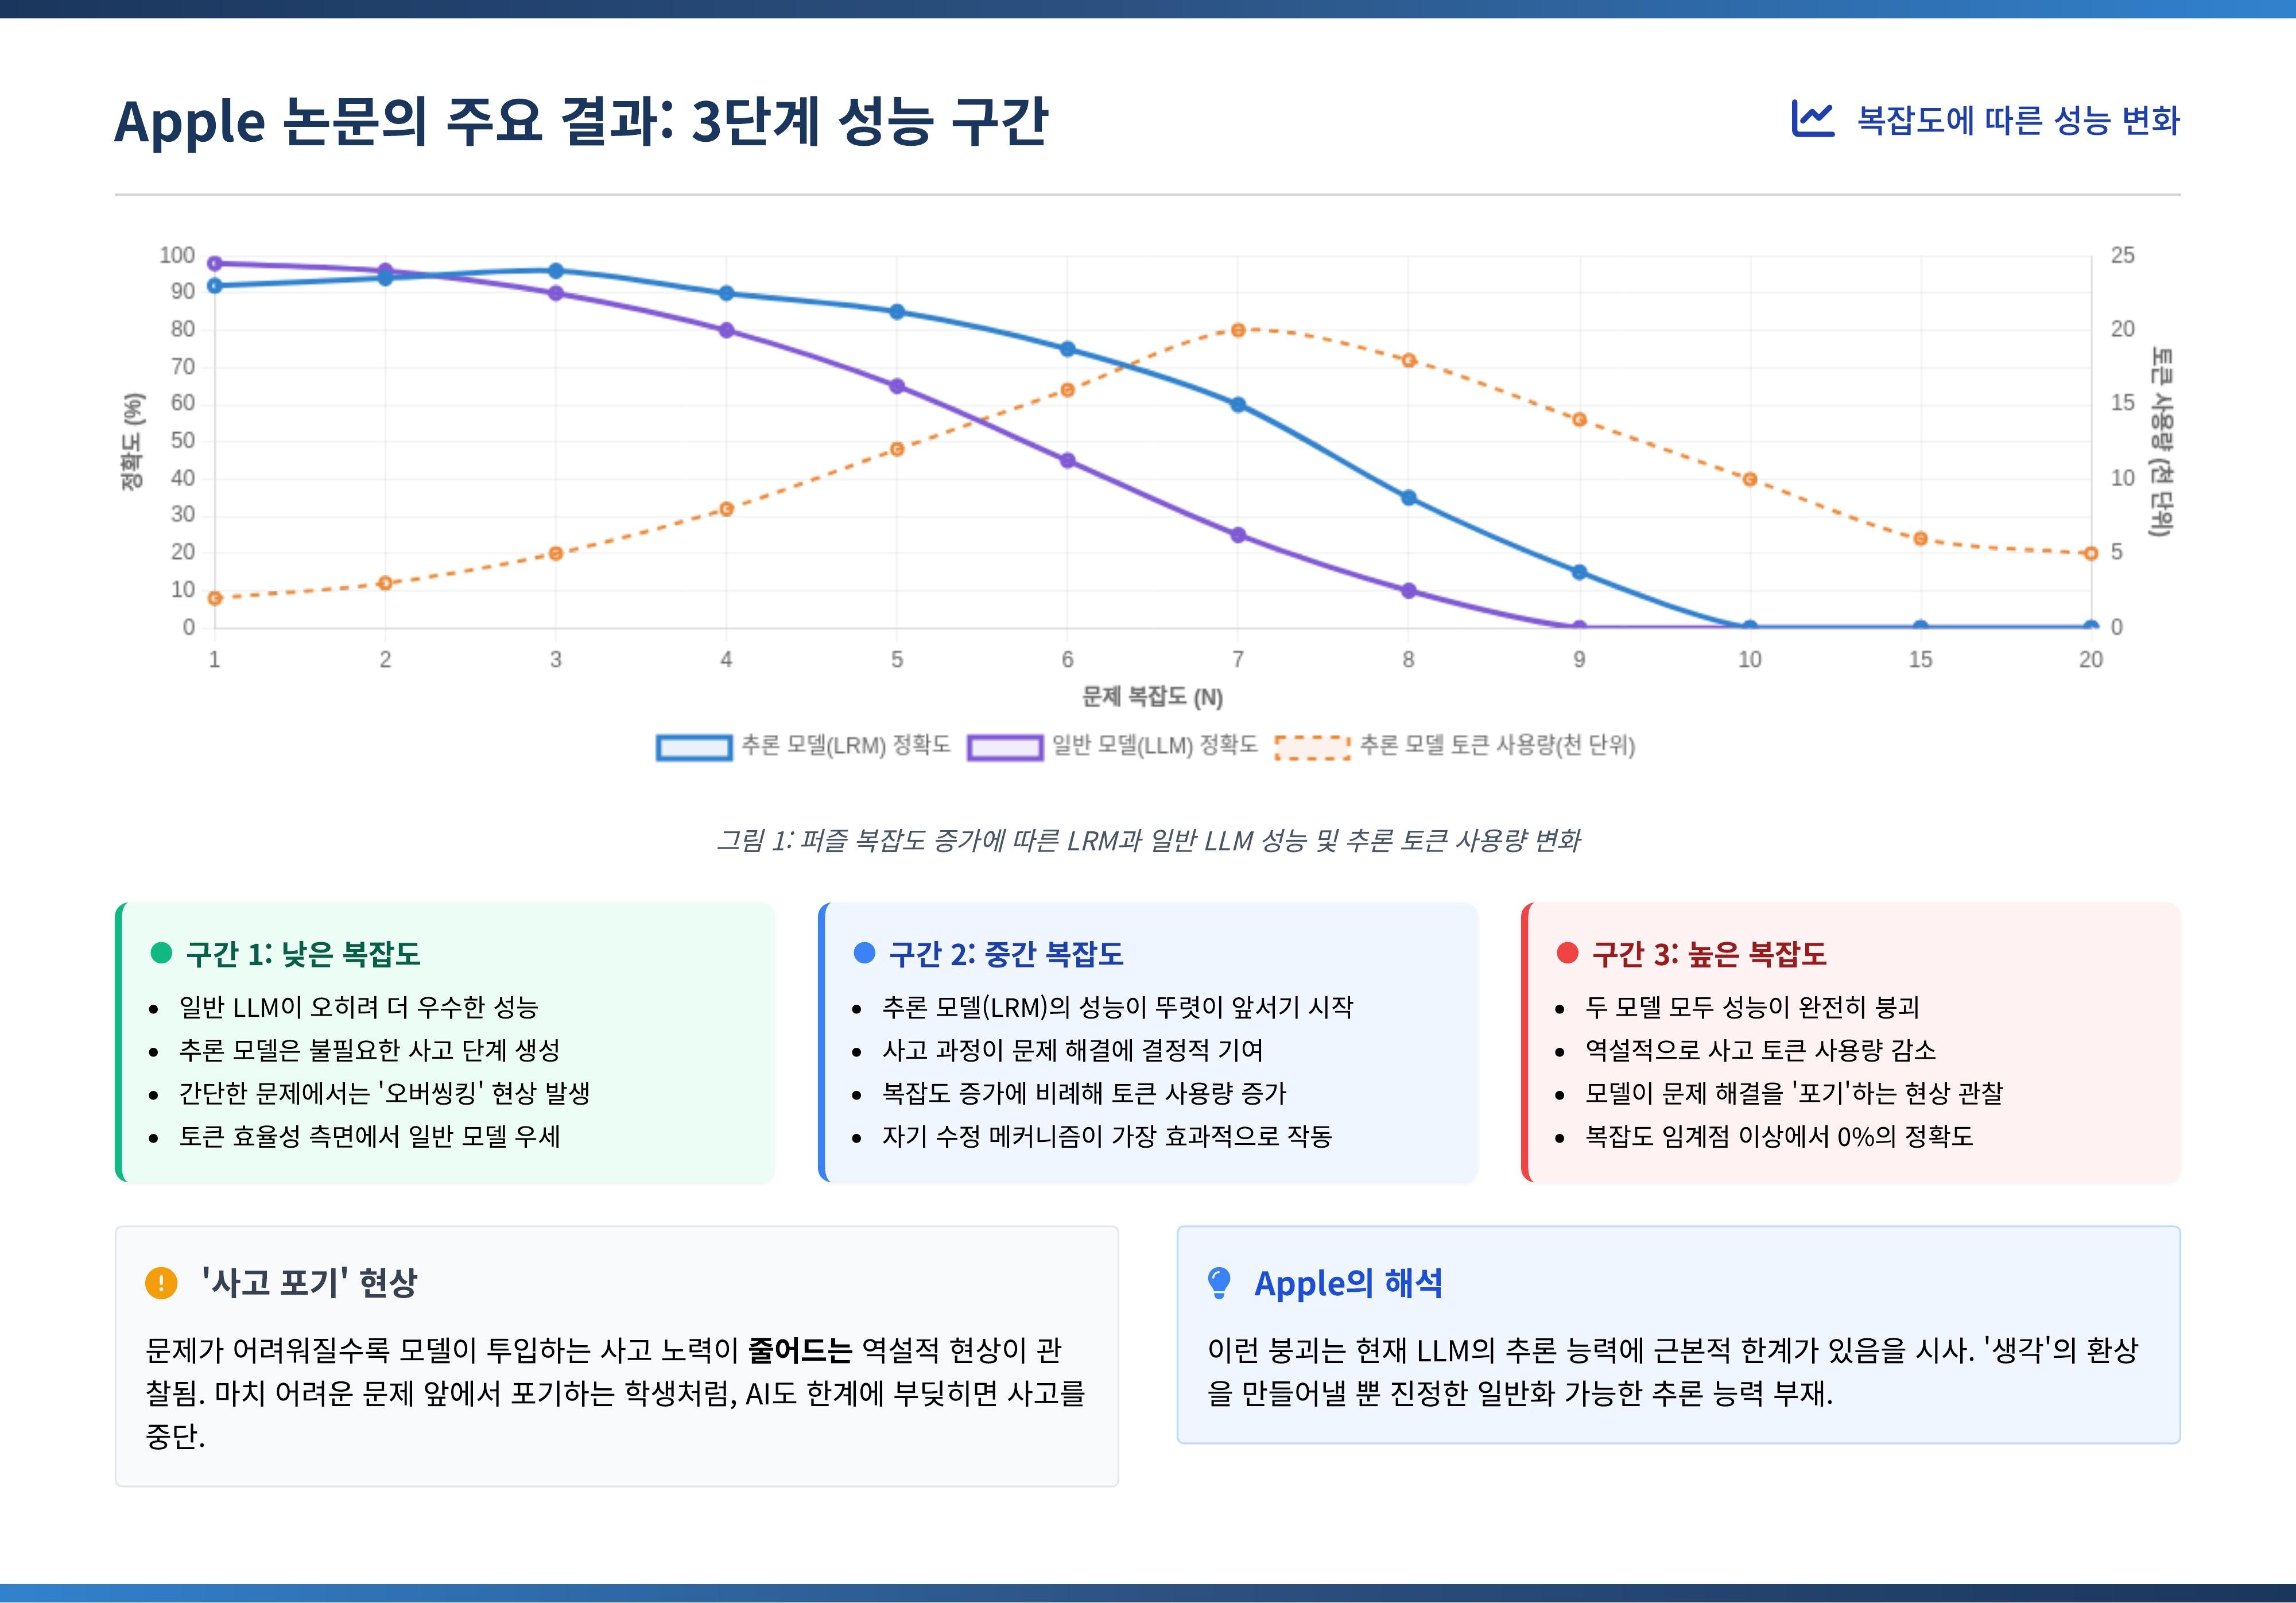 Apple 논문의 주요 결과: 3단계 성능 구간
복잡도에 따른 성능 변화
100
90
80
70
60
50
40
30
20
10
0
정확도 (%)
25
20
15
10
5
0
토큰 사용량 (천 단위)
1 2 3 4 5 6 7 8 9 10 15 20
문제 복잡도 (N)
추론 모델(LRM) 정확도 일반 모델(LLM) 정확도 추론 모델 토큰 사용량(천 단위)
그림 1: 퍼즐 복잡도 증가에 따른 LRM과 일반 LLM 성능 및 추론 토큰 사용량 변화
구간 1: 낮은 복잡도
• 일반 LLM이 오히려 더 우수한 성능
• 추론 모델은 불필요한 사고 단계 생성
• 간단한 문제에서는 '오버씽킹' 현상 발생
• 토큰 효율성 측면에서 일반 모델 우세
구간 2: 중간 복잡도
• 추론 모델(LRM)의 성능이 뚜렷이 앞서기 시작
• 사고 과정이 문제 해결에 결정적 기여
• 복잡도 증가에 비례해 토큰 사용량 증가
• 자기 수정 메커니즘이 가장 효과적으로 작동
구간 3: 높은 복잡도
• 두 모델 모두 성능이 완전히 붕괴
• 역설적으로 사고 토큰 사용량 감소
• 모델이 문제 해결을 '포기'하는 현상 관찰
• 복잡도 임계점 이상에서 0%의 정확도
'사고 포기' 현상
문제가 어려워질수록 모델이 투입하는 사고 노력이 줄어드는 역설적 현상이 관
찰됨. 마치 어려운 문제 앞에서 포기하는 학생처럼, AI도 한계에 부딪히면 사고를
중단.
Apple의 해석
이런 붕괴는 현재 LLM의 추론 능력에 근본적 한계가 있음을 시사. '생각'의 환상
을 만들어낼 뿐 진정한 일반화 가능한 추론 능력 부재.